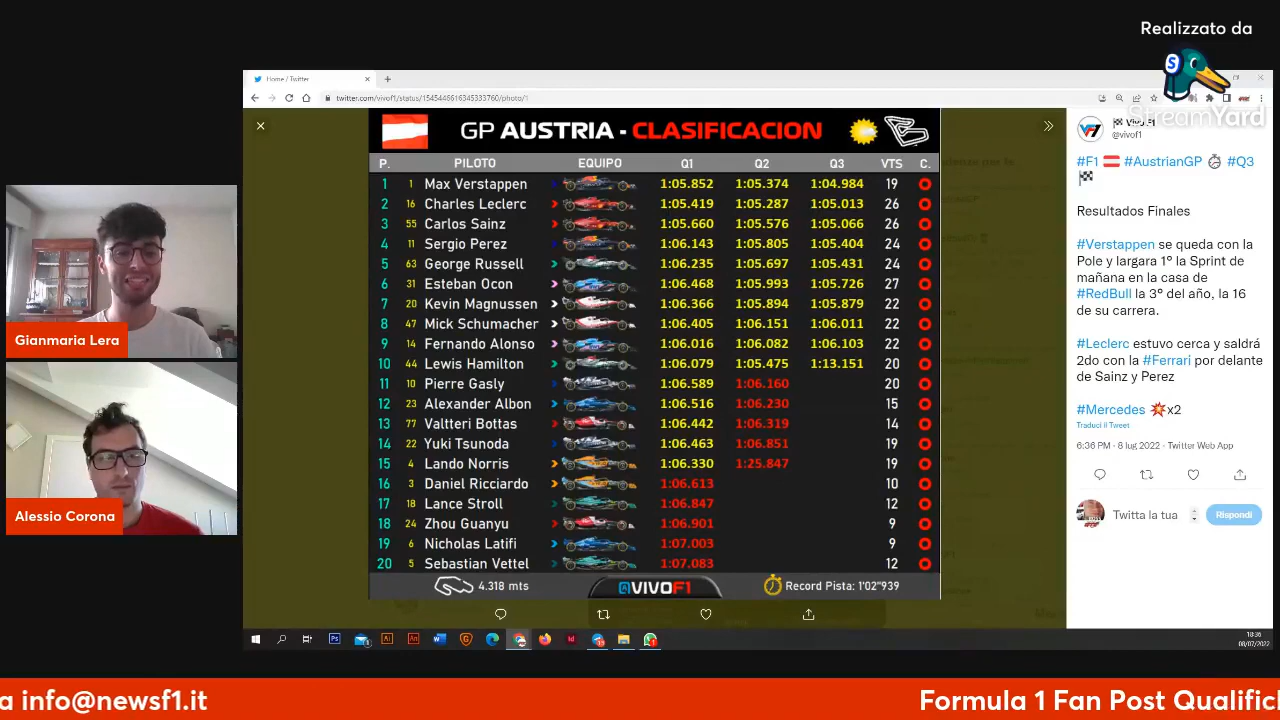 Realizzato da
StreamYard
Home / Twitter
twitter.com/vivof1/status/1545446616345333760/photo/1
GP AUSTRIA - CLASIFICACION
P. PILOTO EQUIPO Q1 Q2 Q3 VTS C.
1 1 Max Verstappen 1:05.852 1:05.374 1:04.984 19
2 16 Charles Leclerc 1:05.419 1:05.287 1:05.013 26
3 55 Carlos Sainz 1:05.660 1:05.576 1:05.066 26
4 11 Sergio Perez 1:06.143 1:05.805 1:05.404 24
5 63 George Russell 1:06.235 1:05.697 1:05.431 24
6 31 Esteban Ocon 1:06.468 1:05.993 1:05.726 27
7 20 Kevin Magnussen 1:06.366 1:05.894 1:05.879 22
8 47 Mick Schumacher 1:06.405 1:06.151 1:06.011 22
9 14 Fernando Alonso 1:06.016 1:06.082 1:06.103 22
10 44 Lewis Hamilton 1:06.079 1:05.475 1:13.151 20
11 10 Pierre Gasly 1:06.589 1:06.160 20
12 23 Alexander Albon 1:06.516 1:06.230 15
13 77 Valtteri Bottas 1:06.442 1:06.319 14
14 22 Yuki Tsunoda 1:06.463 1:06.851 19
15 4 Lando Norris 1:06.330 1:25.847 19
16 3 Daniel Ricciardo 1:06.613 10
17 18 Lance Stroll 1:06.847 12
18 24 Zhou Guanyu 1:06.901 9
19 6 Nicholas Latifi 1:07.003 9
20 5 Sebastian Vettel 1:07.083 12
4.318 mts @VIVOF1 Record Pista: 1'02"939
VivoF1
@vivof1
#F1 #AustrianGP #Q3
Resultados Finales
#Verstappen se queda con la
Pole y largara 1º la Sprint de
mañana en la casa de
#RedBull la 3º del año, la 16
de su carrera.
#Leclerc estuvo cerca y saldrá
2do con la #Ferrari por delante
de Sainz y Perez
#Mercedes x2
Traduci il Tweet
6:36 PM · 8 lug 2022 · Twitter Web App
Twitta la tua
Rispondi
Gianmaria Lera
Alessio Corona
18:36
08/07/2022
a info@newsf1.it
Formula 1 Fan Post Qualific